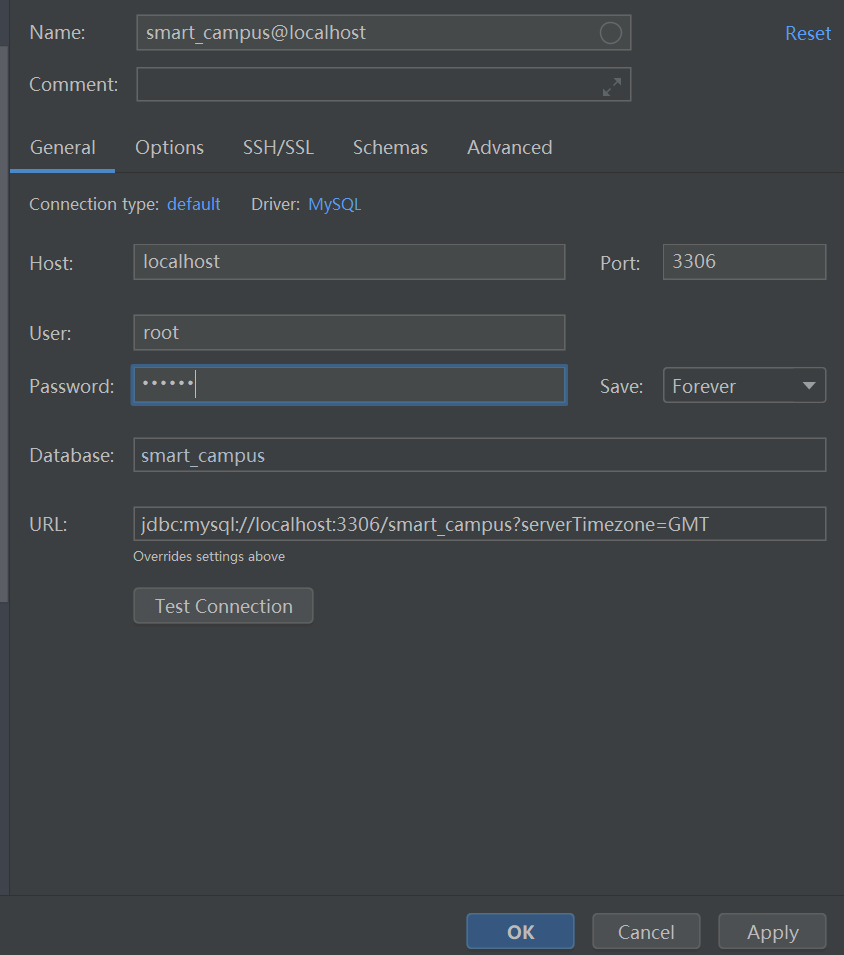 Name: smart_campus@localhost Reset
Comment:
General Options SSH/SSL Schemas Advanced
Connection type: default Driver: MySQL
Host: localhost Port: 3306
User: root
Password: •••••• Save: Forever
Database: smart_campus
URL: jdbc:mysql://localhost:3306/smart_campus?serverTimezone=GMT
Overrides settings above
Test Connection
OK Cancel Apply